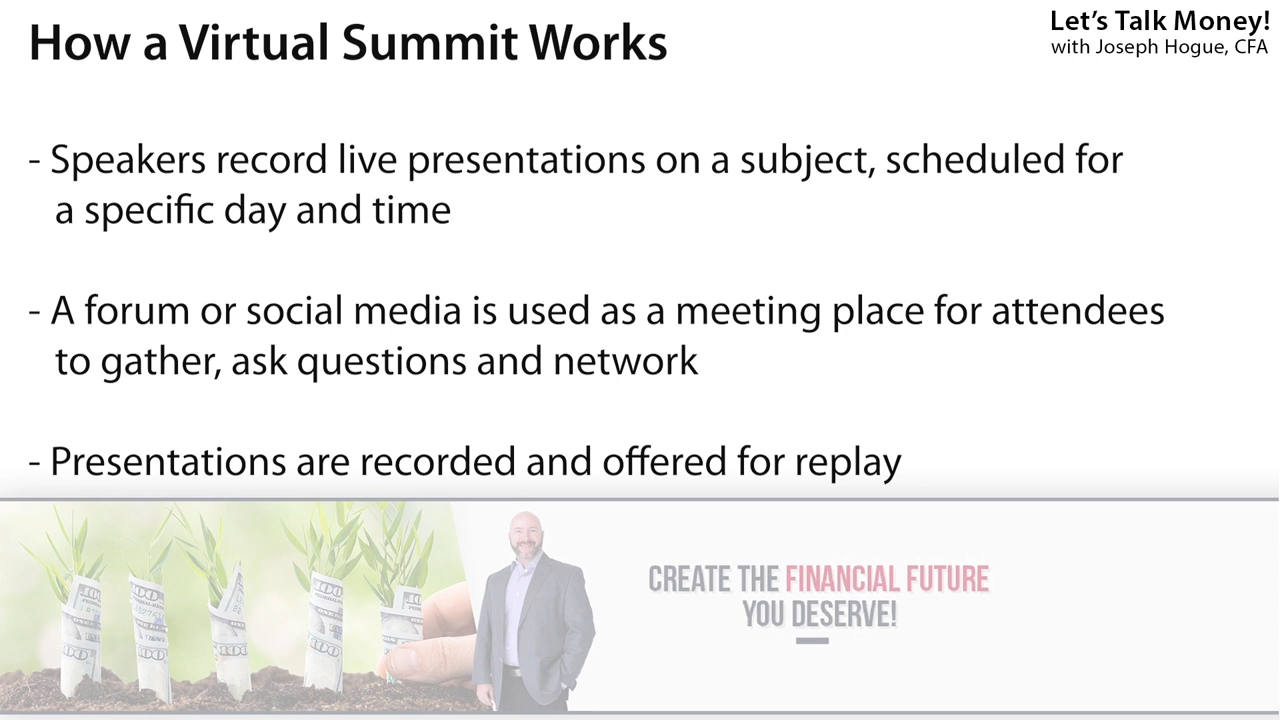 How a Virtual Summit Works
Let's Talk Money!
with Joseph Hogue, CFA
- Speakers record live presentations on a subject, scheduled for
a specific day and time
- A forum or social media is used as a meeting place for attendees
to gather, ask questions and network
- Presentations are recorded and offered for replay
CREATE THE FINANCIAL FUTURE
YOU DESERVE!